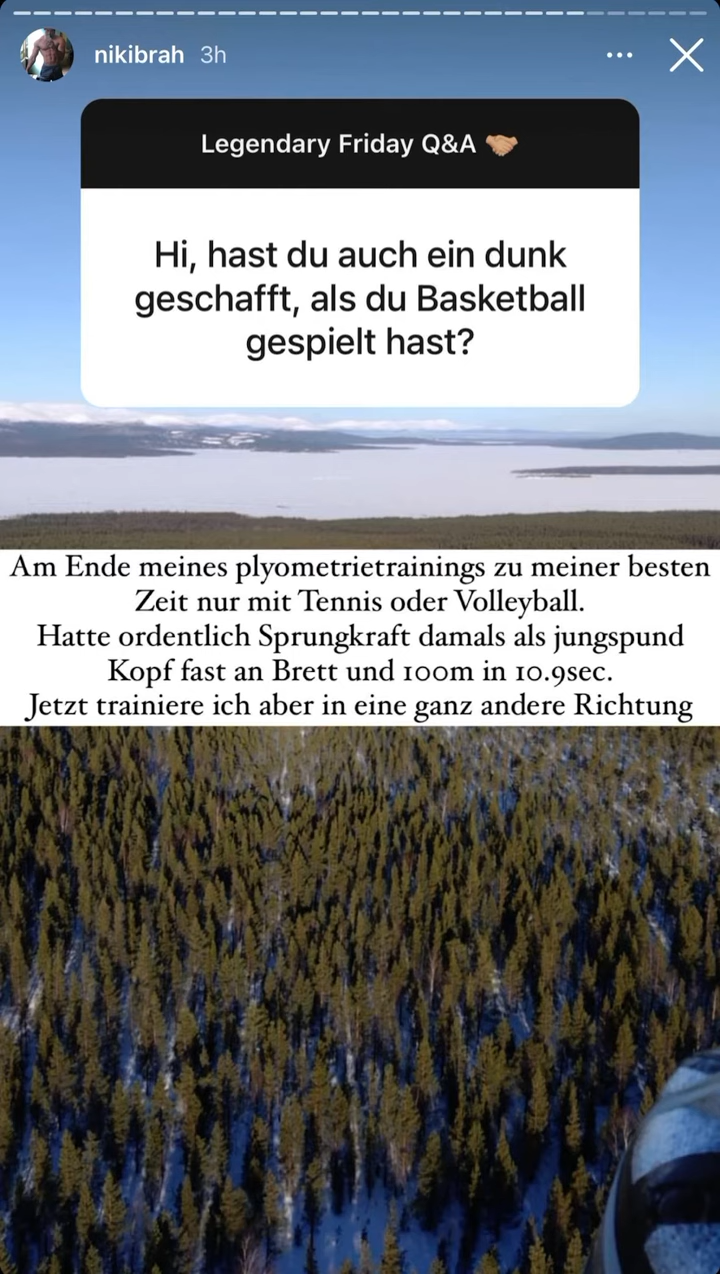 nikibrah 3h
Legendary Friday Q&A 🤝🏼
Hi, hast du auch ein dunk
geschafft, als du Basketball
gespielt hast?
Am Ende meines plyometrietrainings zu meiner besten
Zeit nur mit Tennis oder Volleyball.
Hatte ordentlich Sprungkraft damals als jungspund
Kopf fast an Brett und 100m in 10.9sec.
Jetzt trainiere ich aber in eine ganz andere Richtung